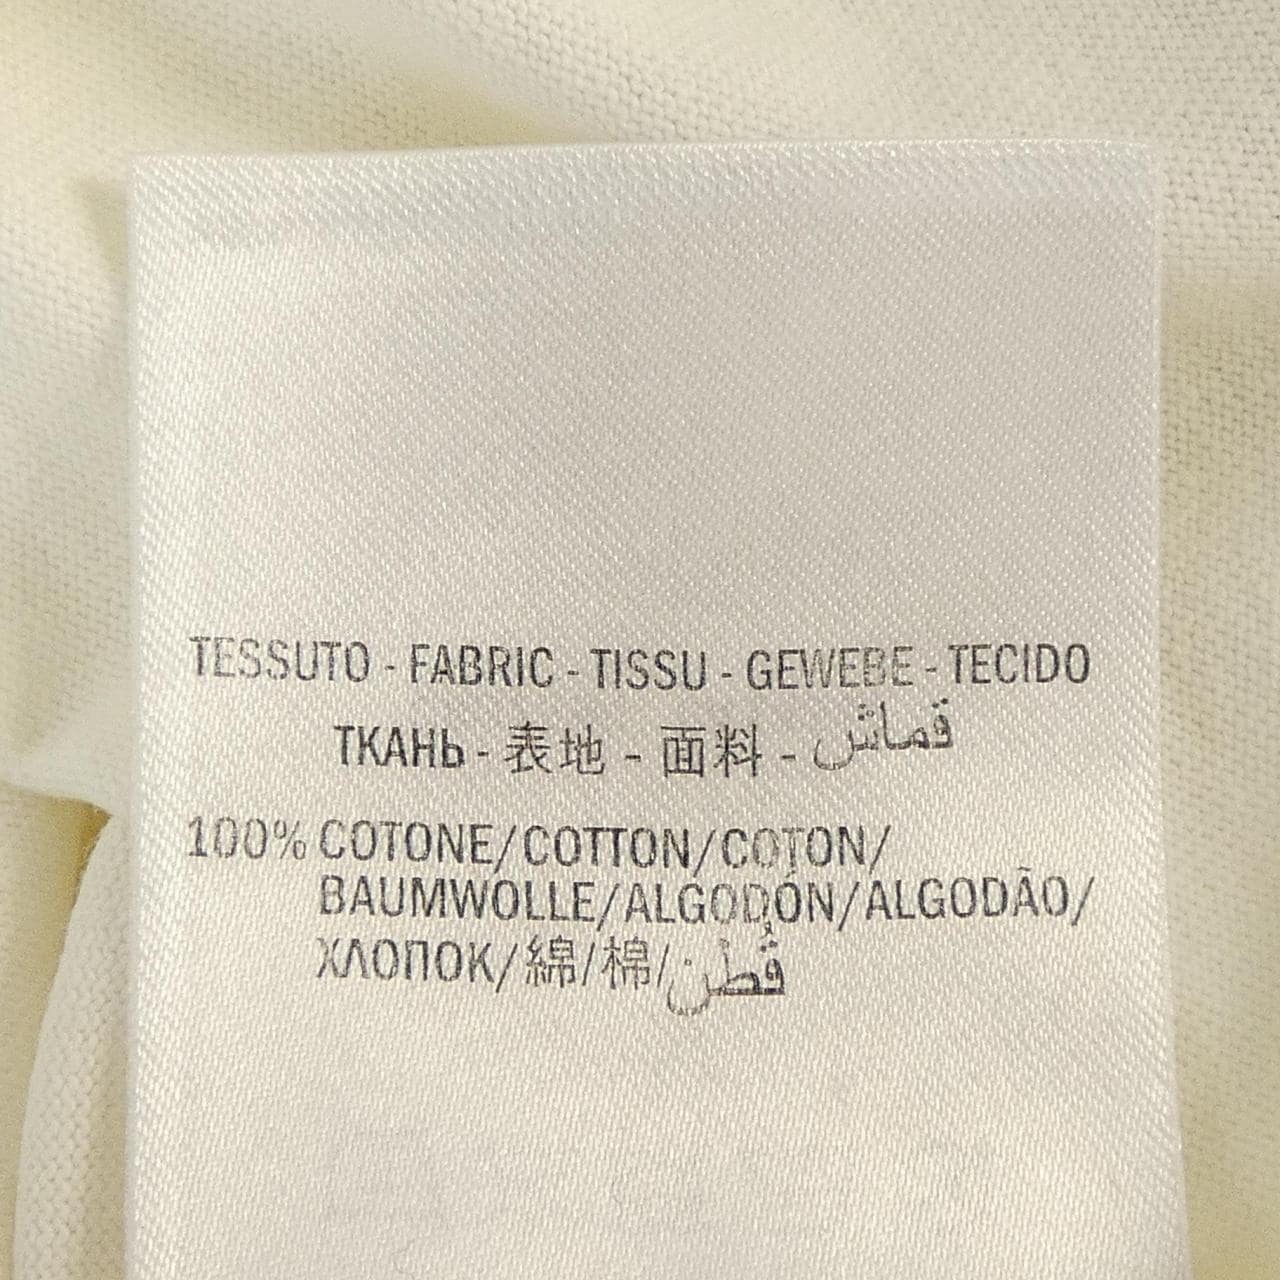 TESSUTO - FABRIC - TISSU - GEWEBE - TECIDO
ТКАНЬ - 表地 - 面料 - قماش
100% COTONE/COTTON/COTON/
BAUMWOLLE/ALGODÓN/ALGODÃO/
ХЛОПОК/綿/棉/قُطْن